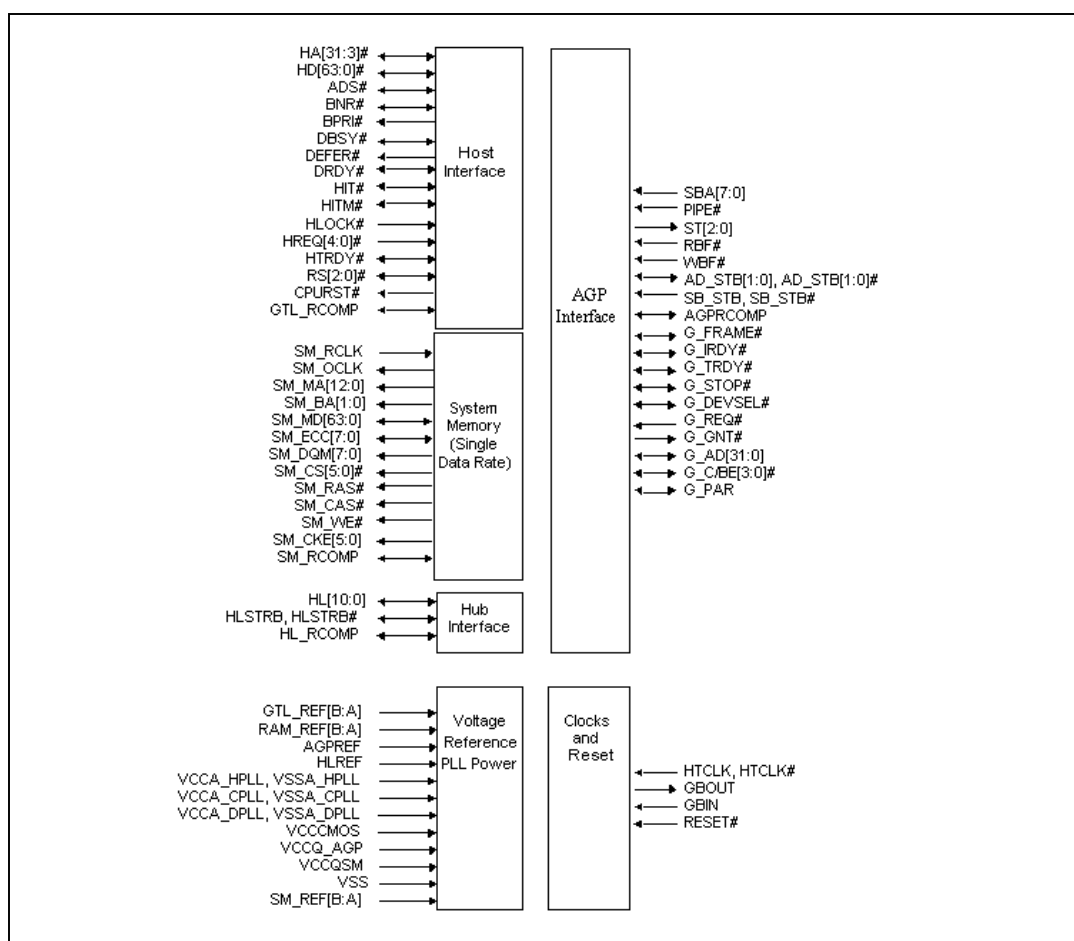 HA[31:3]#
HD[63:0]#
ADS#
BNR#
BPRI#
DBSY#
DEFER#
DRDY#
HIT#
HITM#
HLOCK#
HREQ[4:0]#
HTRDY#
RS[2:0]#
CPURST#
GTL_RCOMP
Host
Interface
SM_RCLK
SM_OCLK
SM_MA[12:0]
SM_BA[1:0]
SM_MD[63:0]
SM_ECC[7:0]
SM_DQM[7:0]
SM_CS[5:0]#
SM_RAS#
SM_CAS#
SM_WE#
SM_CKE[5:0]
SM_RCOMP
System
Memory
(Single
Data Rate)
HL[10:0]
HLSTRB, HLSTRB#
HL_RCOMP
Hub
Interface
AGP
Interface
SBA[7:0]
PIPE#
ST[2:0]
RBF#
WBF#
AD_STB[1:0], AD_STB[1:0]#
SB_STB, SB_STB#
AGPRCOMP
G_FRAME#
G_IRDY#
G_TRDY#
G_STOP#
G_DEVSEL#
G_REQ#
G_GNT#
G_AD[31:0]
G_C/BE[3:0]#
G_PAR
GTL_REF[B:A]
RAM_REF[B:A]
AGPREF
HLREF
VCCA_HPLL, VSSA_HPLL
VCCA_CPLL, VSSA_CPLL
VCCA_DPLL, VSSA_DPLL
VCCCMOS
VCCQ_AGP
VCCQSM
VSS
SM_REF[B:A]
Voltage
Reference
PLL Power
Clocks
and
Reset
HTCLK, HTCLK#
GBOUT
GBIN
RESET#